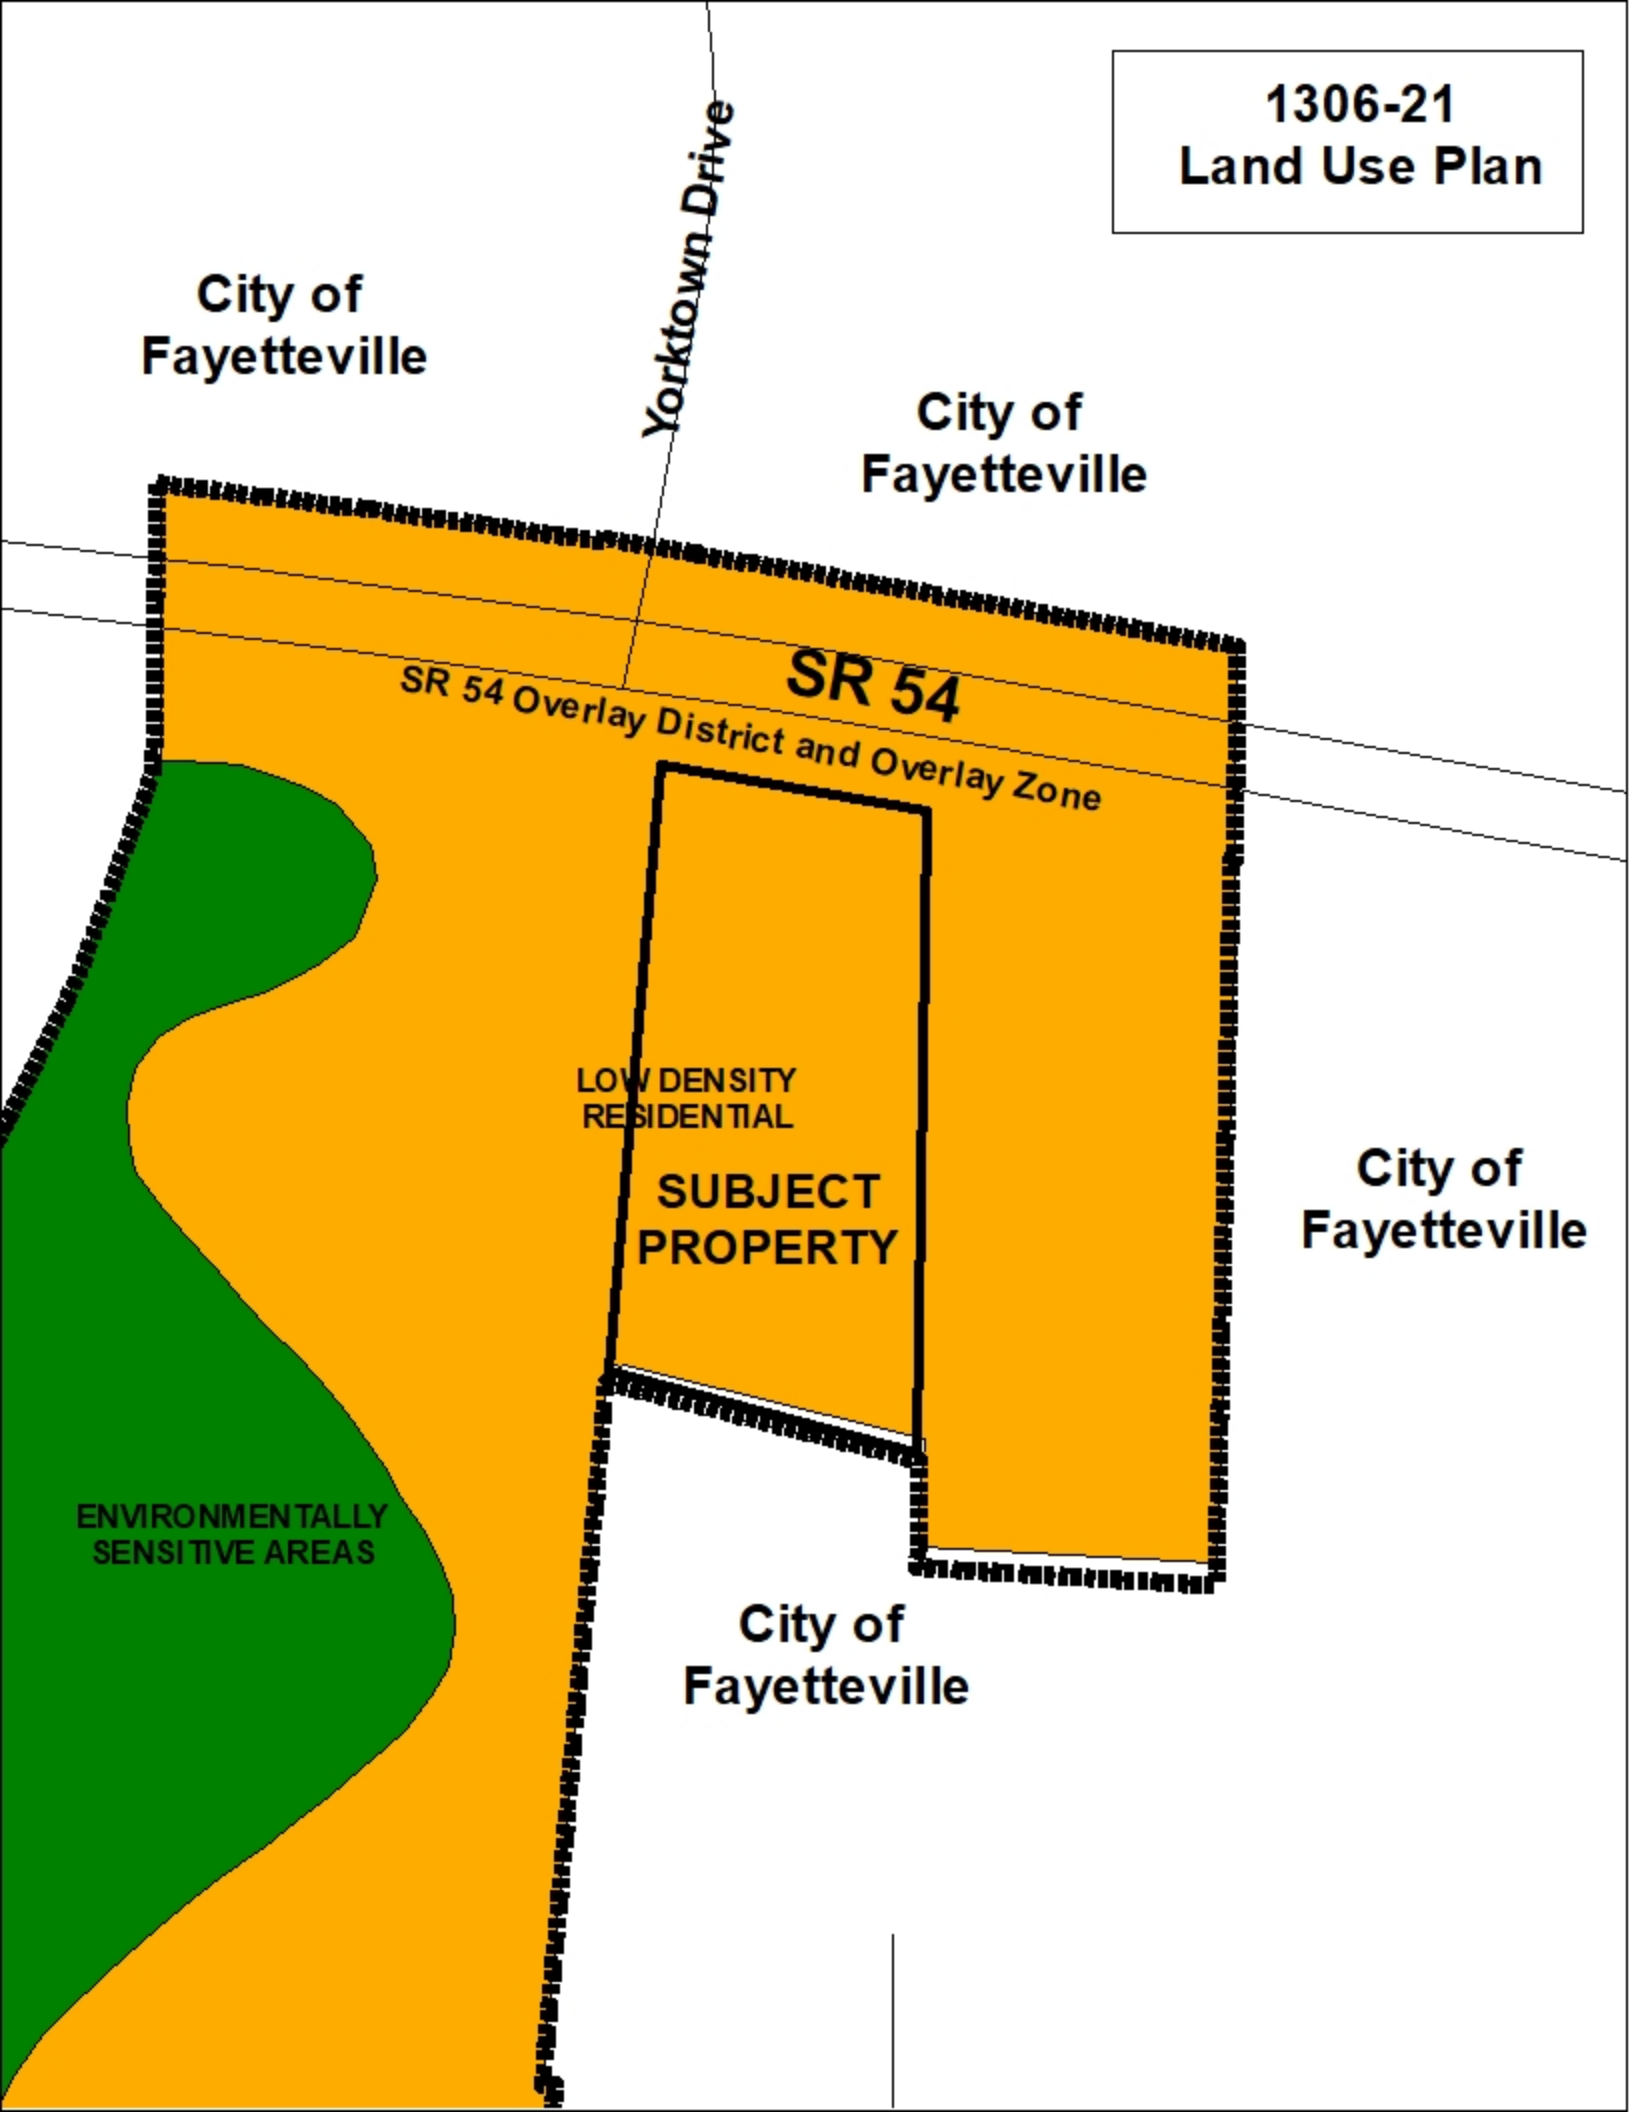 1306-21
Land Use Plan
Yorktown Drive
City of
Fayetteville
City of
Fayetteville
SR 54
SR 54 Overlay District and Overlay Zone
LOW DENSITY
RESIDENTIAL
SUBJECT
PROPERTY
City of
Fayetteville
ENVIRONMENTALLY
SENSITIVE AREAS
City of
Fayetteville